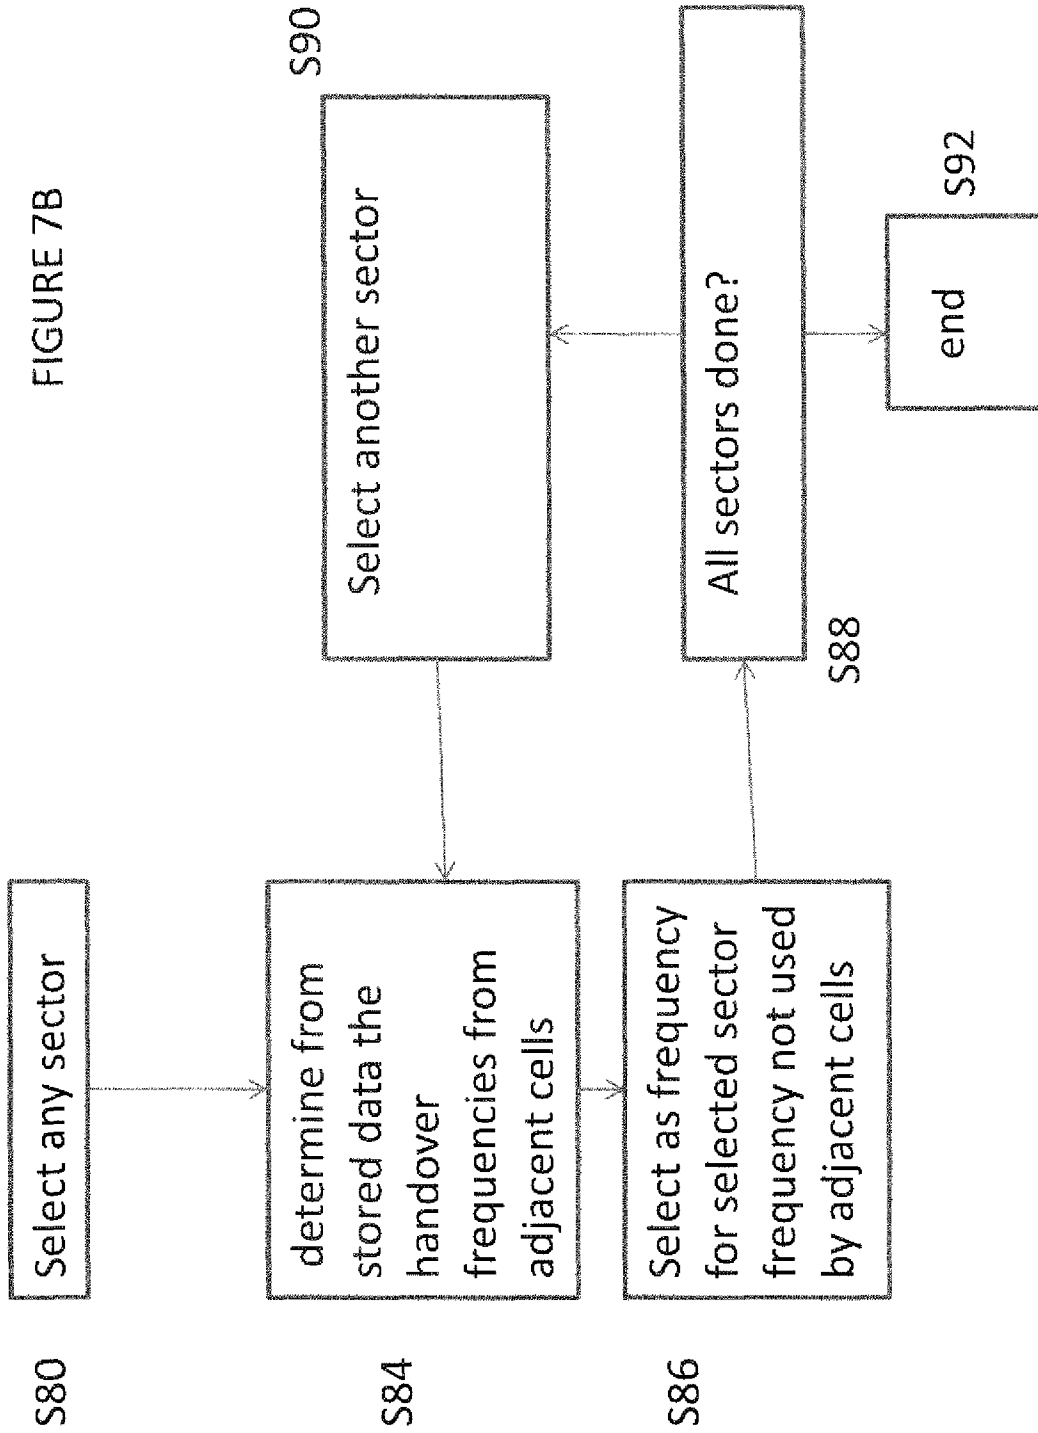 FIGURE 7B
S80
Select any sector
S84
determine from
stored data the
handover
frequencies from
adjacent cells
S86
Select as frequency
for selected sector
frequency not used
by adjacent cells
S90
Select another sector
All sectors done?
S88
end
S92